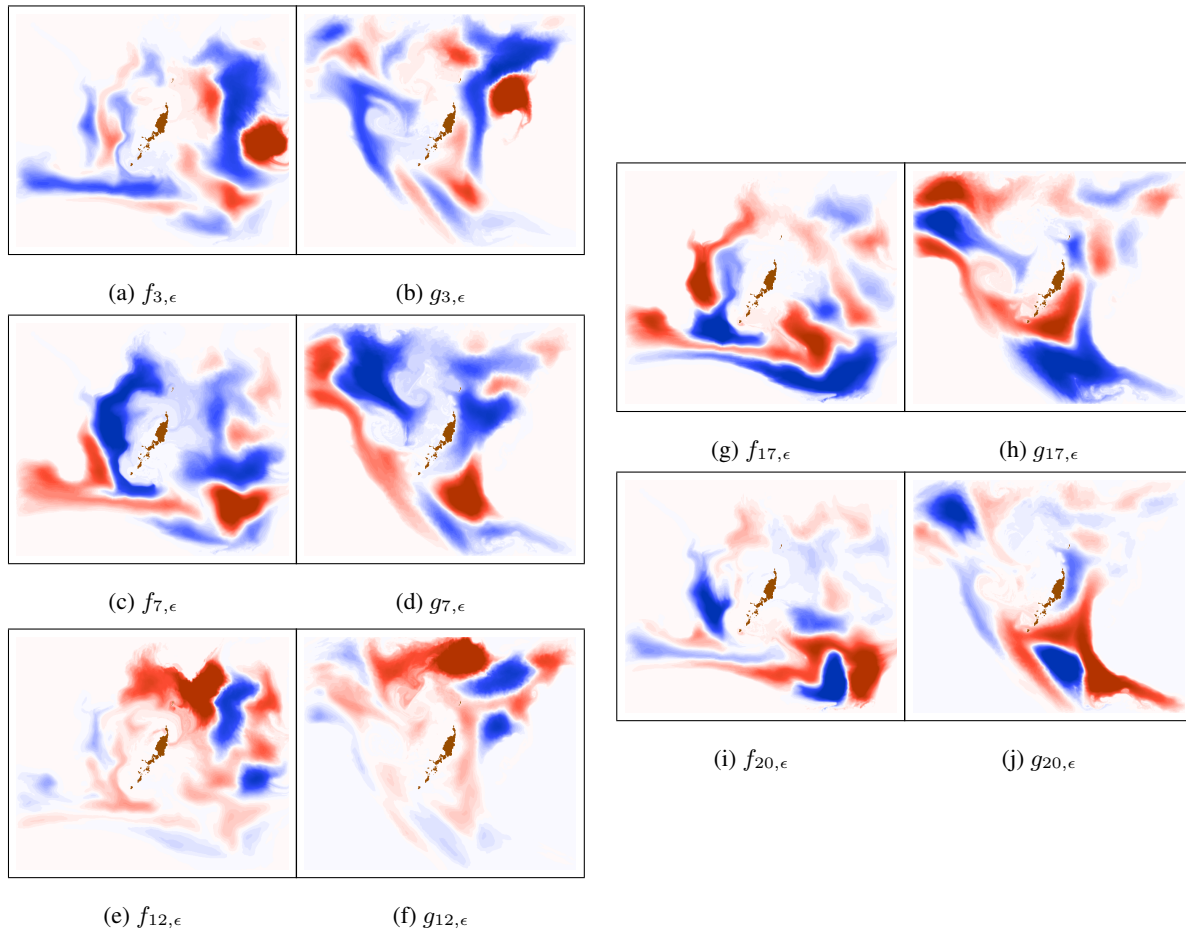 (a) f₃,ϵ (b) g₃,ϵ
(c) f₇,ϵ (d) g₇,ϵ
(e) f₁₂,ϵ (f) g₁₂,ϵ
(g) f₁₇,ϵ (h) g₁₇,ϵ
(i) f₂₀,ϵ (j) g₂₀,ϵ